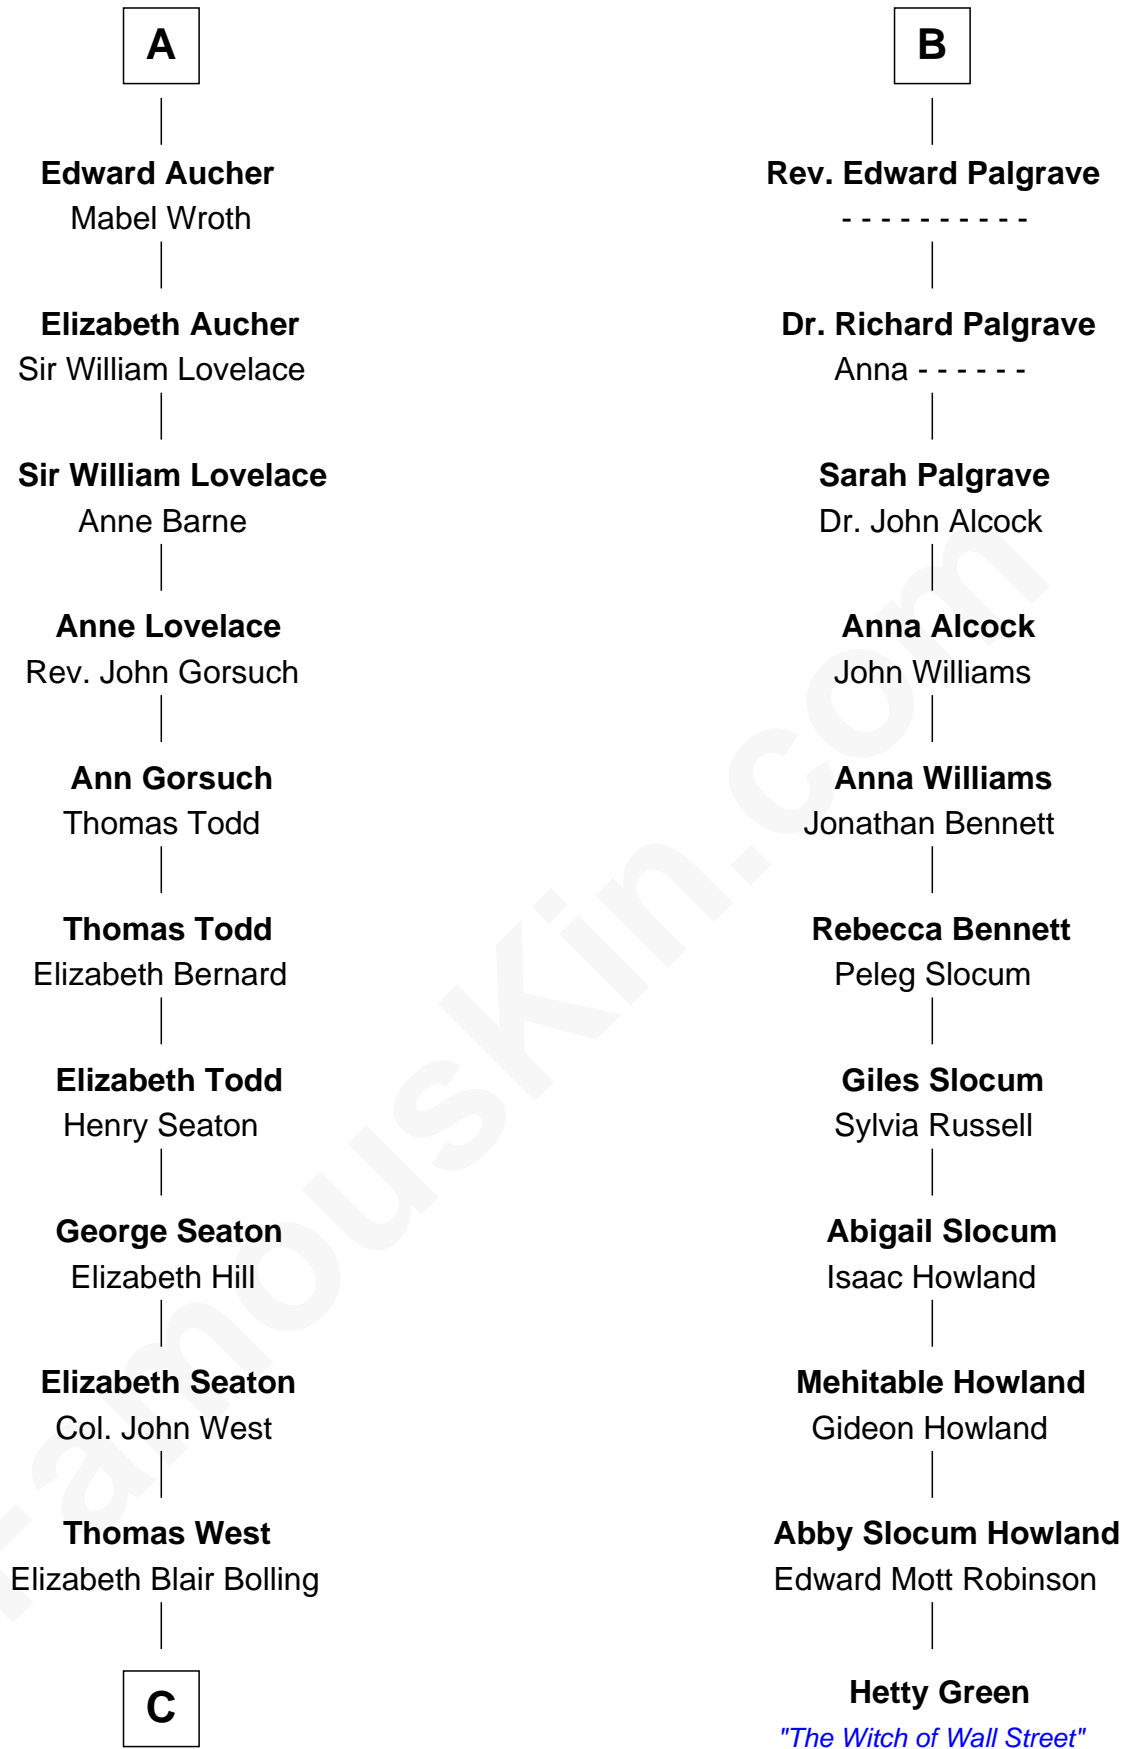 A
Edward Aucher
Mabel Wroth
Elizabeth Aucher
Sir William Lovelace
Sir William Lovelace
Anne Barne
Anne Lovelace
Rev. John Gorsuch
Ann Gorsuch
Thomas Todd
Thomas Todd
Elizabeth Bernard
Elizabeth Todd
Henry Seaton
George Seaton
Elizabeth Hill
Elizabeth Seaton
Col. John West
Thomas West
Elizabeth Blair Bolling
C
B
Rev. Edward Palgrave
- - - - - - - - - -
Dr. Richard Palgrave
Anna - - - - - -
Sarah Palgrave
Dr. John Alcock
Anna Alcock
John Williams
Anna Williams
Jonathan Bennett
Rebecca Bennett
Peleg Slocum
Giles Slocum
Sylvia Russell
Abigail Slocum
Isaac Howland
Mehitable Howland
Gideon Howland
Abby Slocum Howland
Edward Mott Robinson
Hetty Green
"The Witch of Wall Street"
FamousKin.com